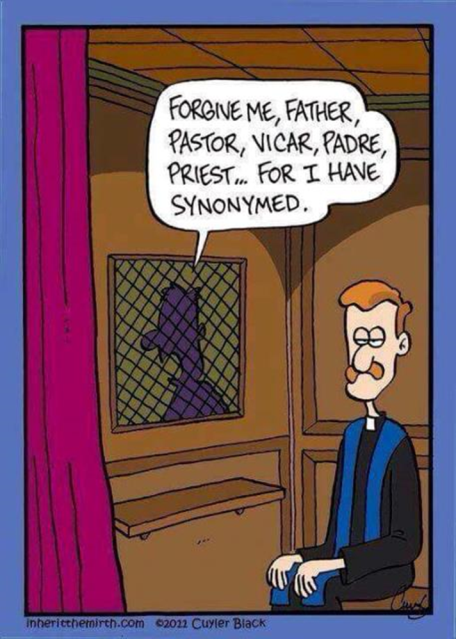 FORGIVE ME, FATHER,
PASTOR, VICAR, PADRE,
PRIEST... FOR I HAVE
SYNONYMED.
inheritthemirth.com ©2011 Cuyler Black